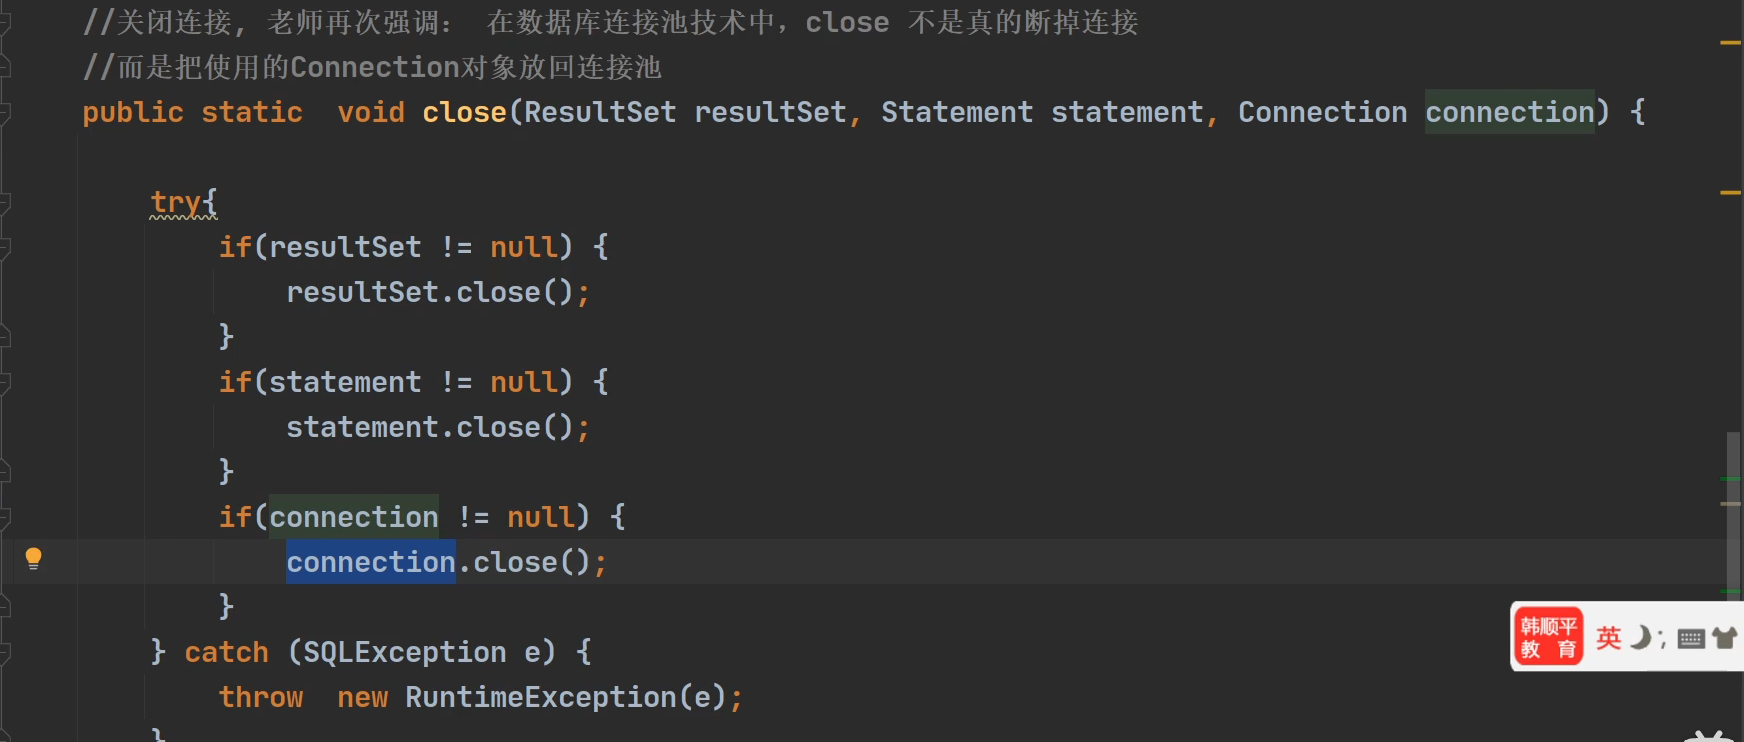 //关闭连接, 老师再次强调： 在数据库连接池技术中，close 不是真的断掉连接
//而是把使用的Connection对象放回连接池
public static  void close(ResultSet resultSet, Statement statement, Connection connection) {
try{
if(resultSet != null) {
resultSet.close();
}
if(statement != null) {
statement.close();
}
if(connection != null) {
connection.close();
}
} catch (SQLException e) {
throw  new RuntimeException(e);
}
韩顺平
教 育
英